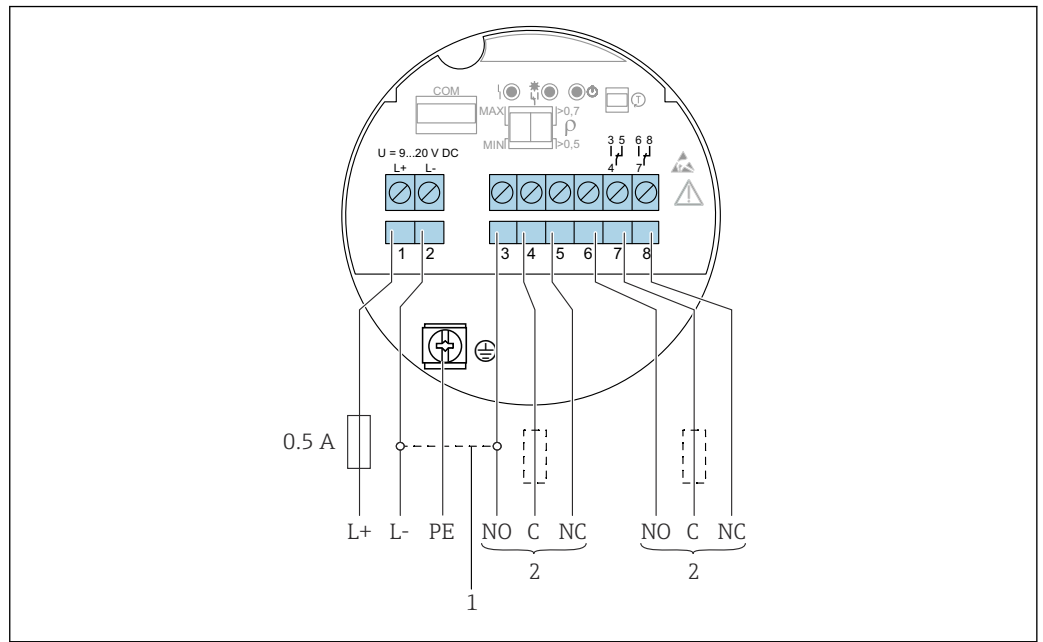 COM
MAX
>0,7
ρ
MIN
>0,5
T
U = 9...20 V DC
L+ L-
3 5
4
6 8
7
1 2 3 4 5 6 7 8
0.5 A
L+ L- PE NO C NC NO C NC
2 2
1